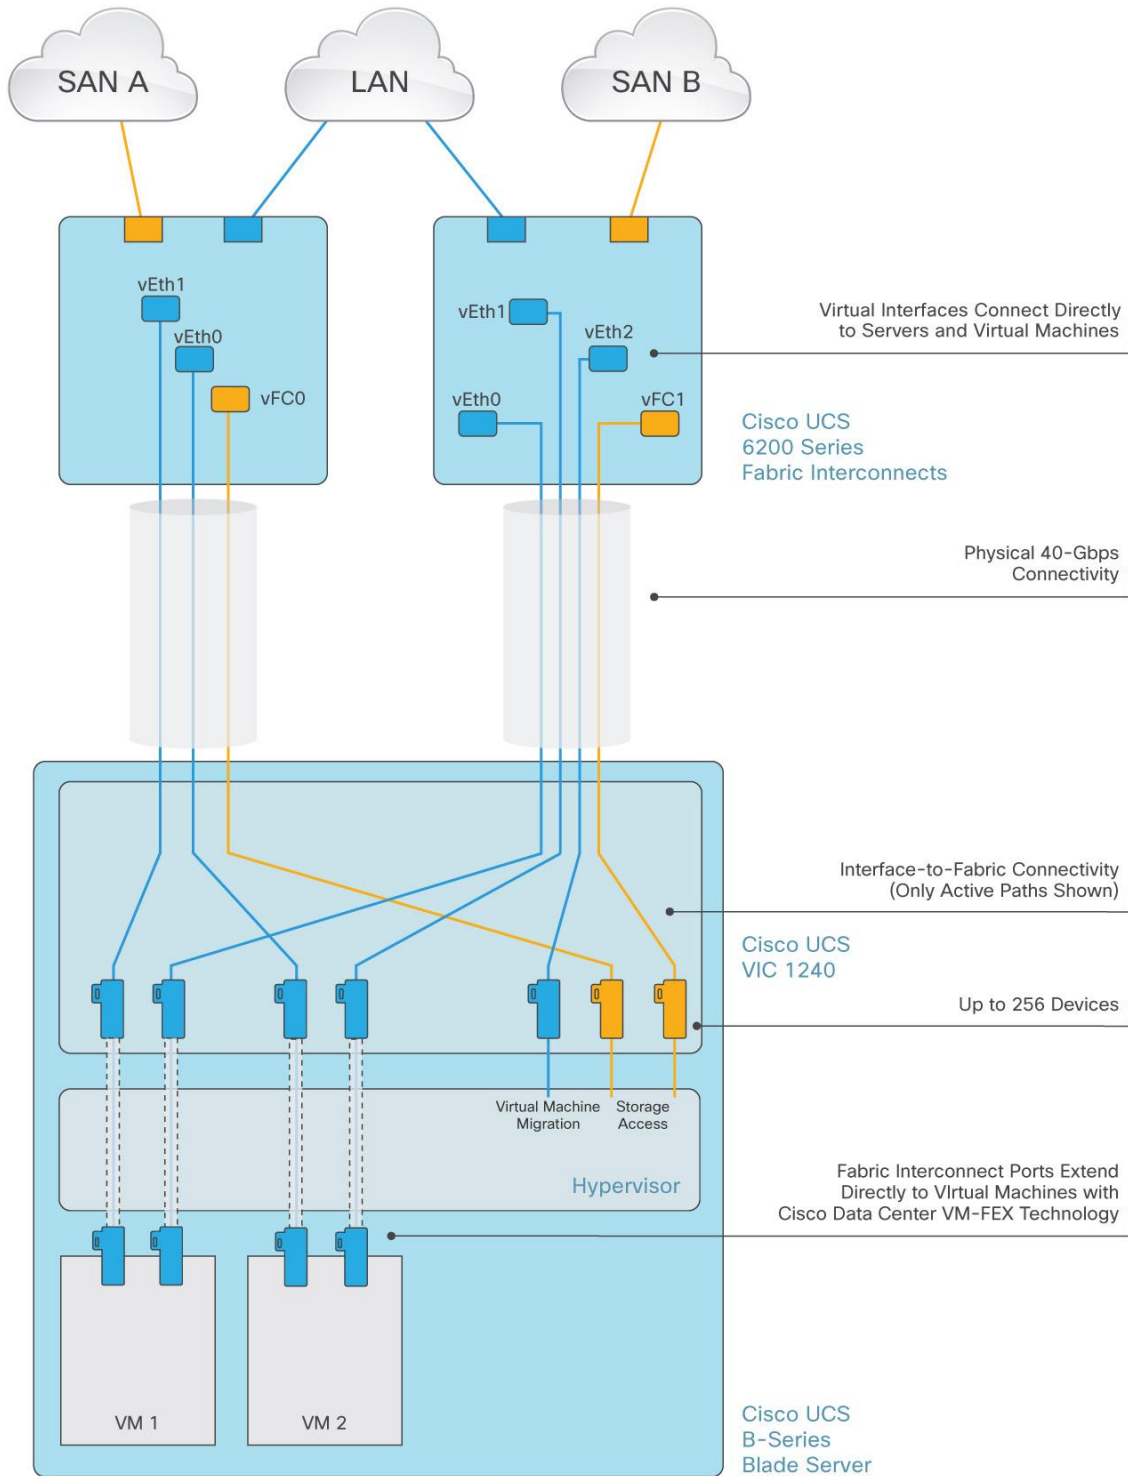 SAN A
LAN
SAN B
vEth1
vEth0
vFC0
vEth1
vEth2
vEth0
vFC1
Virtual Interfaces Connect Directly
to Servers and Virtual Machines
Cisco UCS
6200 Series
Fabric Interconnects
Physical 40-Gbps
Connectivity
Interface-to-Fabric Connectivity
(Only Active Paths Shown)
Cisco UCS
VIC 1240
Up to 256 Devices
Virtual Machine
Migration
Storage
Access
Hypervisor
Fabric Interconnect Ports Extend
Directly to VIrtual Machines with
Cisco Data Center VM-FEX Technology
VM 1
VM 2
Cisco UCS
B-Series
Blade Server